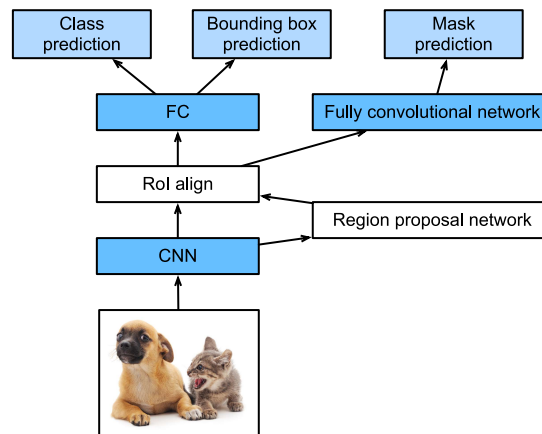 Class
prediction
Bounding box
prediction
Mask
prediction
FC
Fully convolutional network
RoI align
Region proposal network
CNN